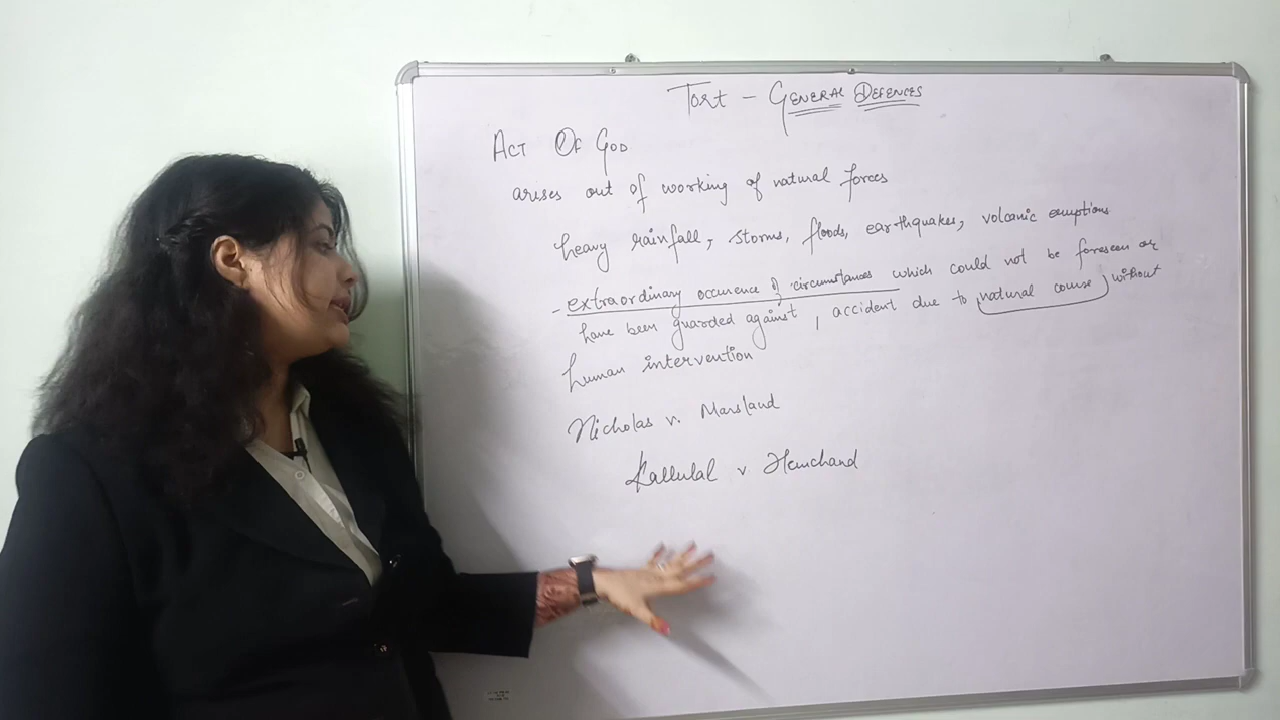 Tort - GENERAL DEFENCES
ACT OF GOD
arises out of working of natural forces
heavy rainfall, storms, floods, earthquakes, volcanic eruptions
- extraordinary occurence of circumstances which could not be foreseen or
have been guarded against, accident due to natural course without
human intervention
Nicholas v. Marsland
Kallulal v Hemchand